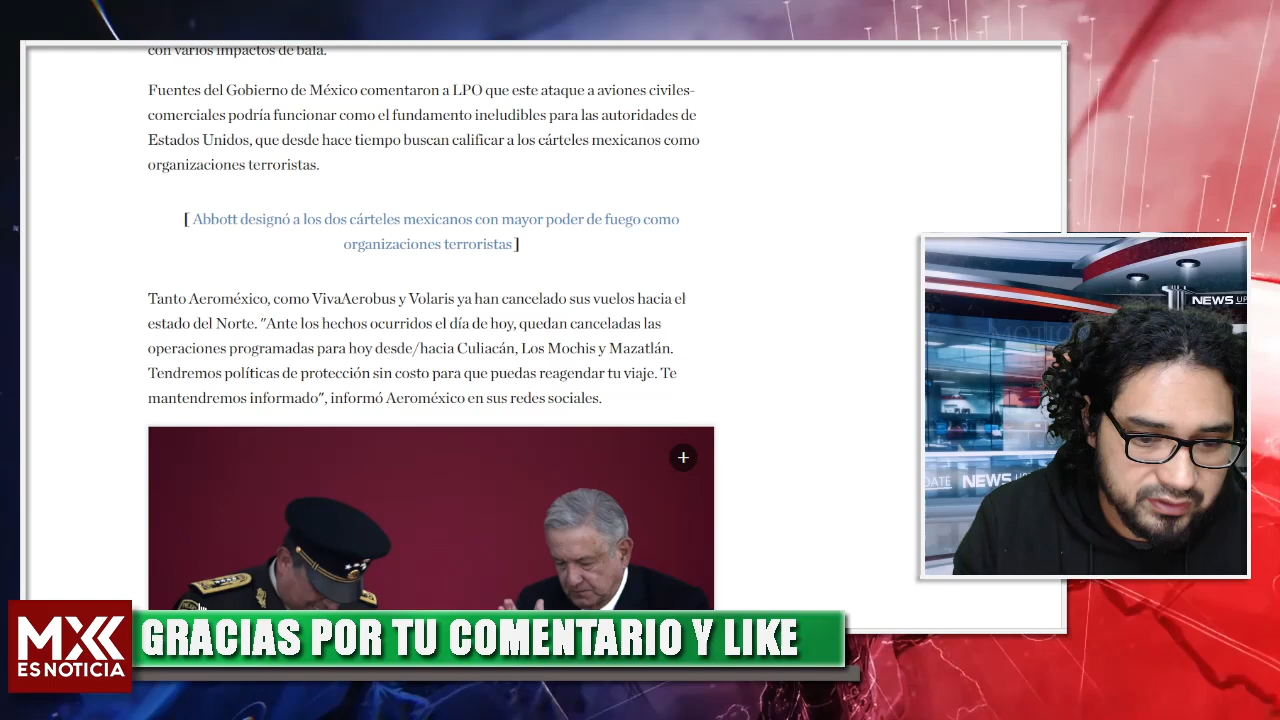 con varios impactos de bala.
Fuentes del Gobierno de México comentaron a LPO que este ataque a aviones civiles-
comerciales podría funcionar como el fundamento ineludibles para las autoridades de
Estados Unidos, que desde hace tiempo buscan calificar a los cárteles mexicanos como
organizaciones terroristas.
[ Abbott designó a los dos cárteles mexicanos con mayor poder de fuego como
organizaciones terroristas ]
Tanto Aeroméxico, como VivaAerobus y Volaris ya han cancelado sus vuelos hacia el
estado del Norte. "Ante los hechos ocurridos el día de hoy, quedan canceladas las
operaciones programadas para hoy desde/hacia Culiacán, Los Mochis y Mazatlán.
Tendremos políticas de protección sin costo para que puedas reagendar tu viaje. Te
mantendremos informado", informó Aeroméxico en sus redes sociales.
+
NEWS UP
DATE NEWS
MX
ES NOTICIA
GRACIAS POR TU COMENTARIO Y LIKE